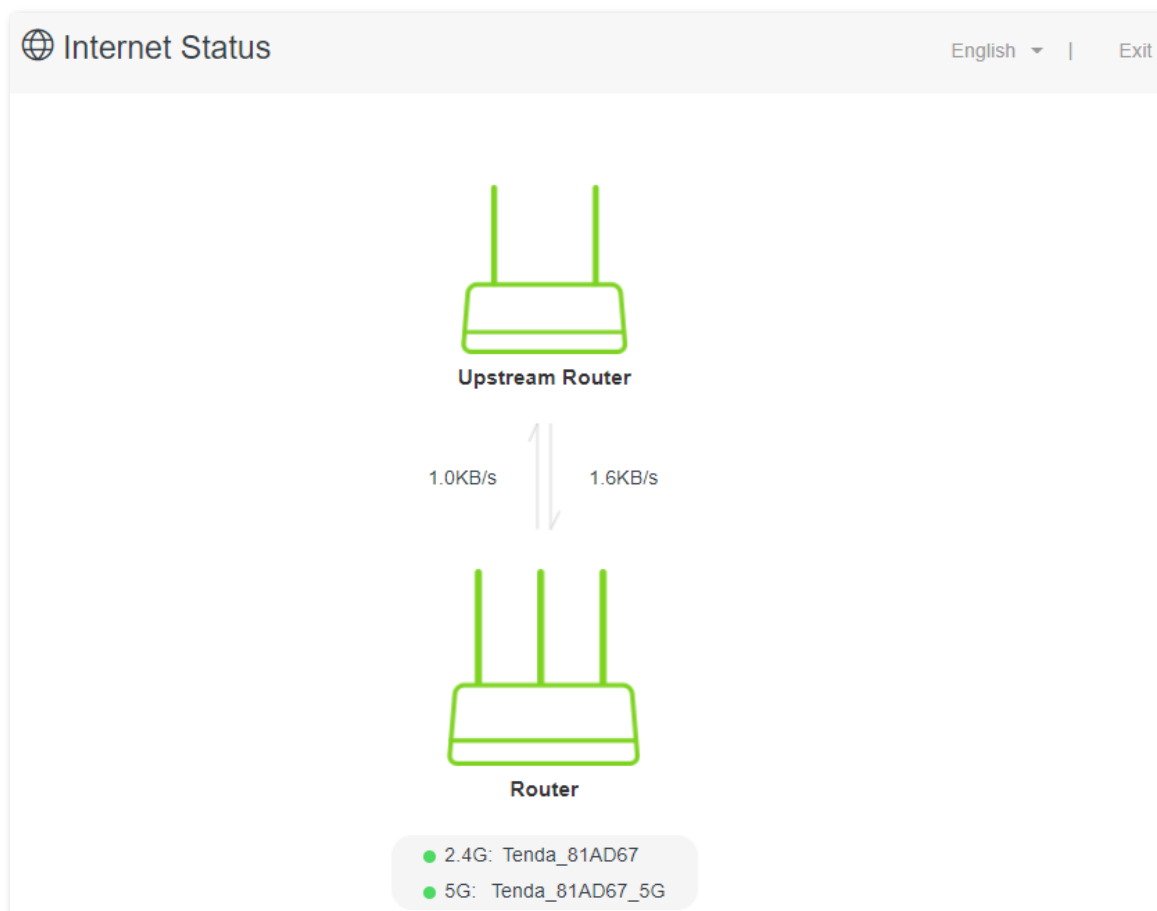 Internet Status
English | Exit
Upstream Router
1.0KB/s 1.6KB/s
Router
2.4G: Tenda_81AD67
5G: Tenda_81AD67_5G